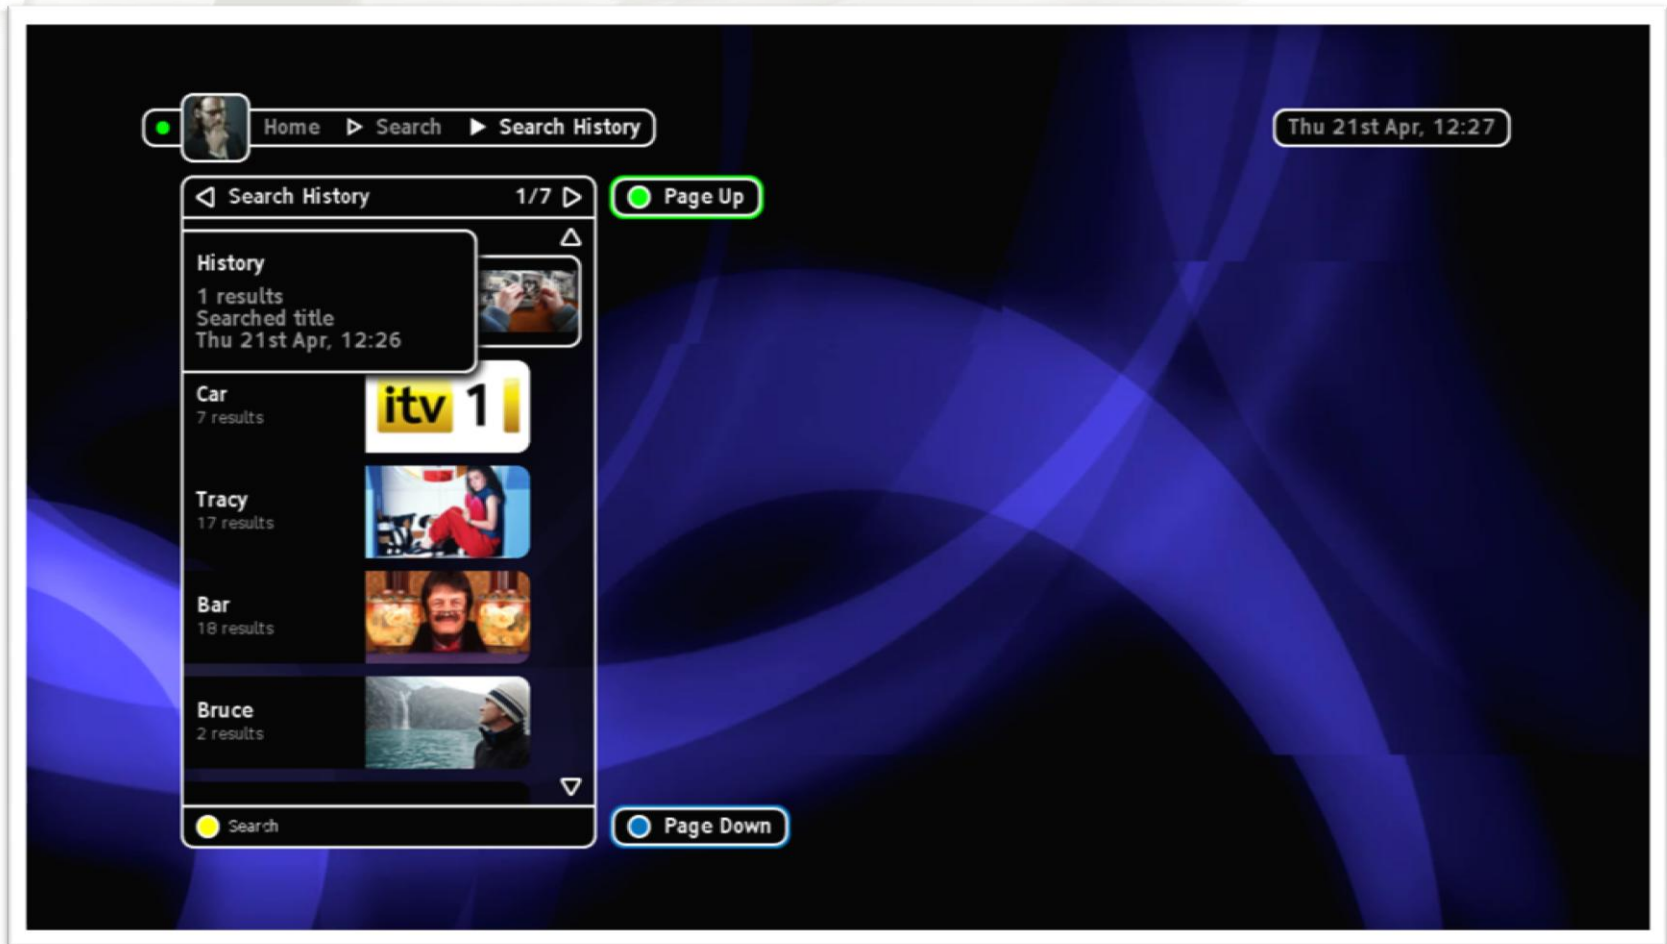 Home Search Search History
Thu 21st Apr, 12:27
Search History 1/7
Page Up
History
1 results
Searched title
Thu 21st Apr, 12:26
Car
7 results
itv 1
Tracy
17 results
Bar
18 results
Bruce
2 results
Search
Page Down